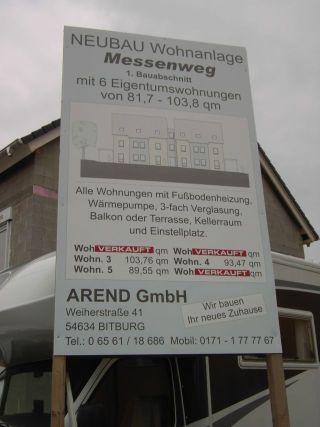 NEUBAU Wohnanlage
Messenweg
1. Bauabschnitt
mit 6 Eigentumswohnungen
von 81,7 - 103,8 qm
Alle Wohnungen mit Fußbodenheizung,
Wärmepumpe, 3-fach Verglasung,
Balkon oder Terrasse, Kellerraum
und Einstellplatz.
Woh VERKAUFT qm Woh VERKAUFT qm
Wohn. 3 103,76 qm Wohn. 4 93,47 qm
Wohn. 5 89,55 qm Woh VERKAUFT qm
AREND GmbH
Weiherstraße 41
54634 BITBURG
Tel.: 0 65 61 / 18 686 Mobil: 0171 - 1 77 77 67
Wir bauen
Ihr neues Zuhause